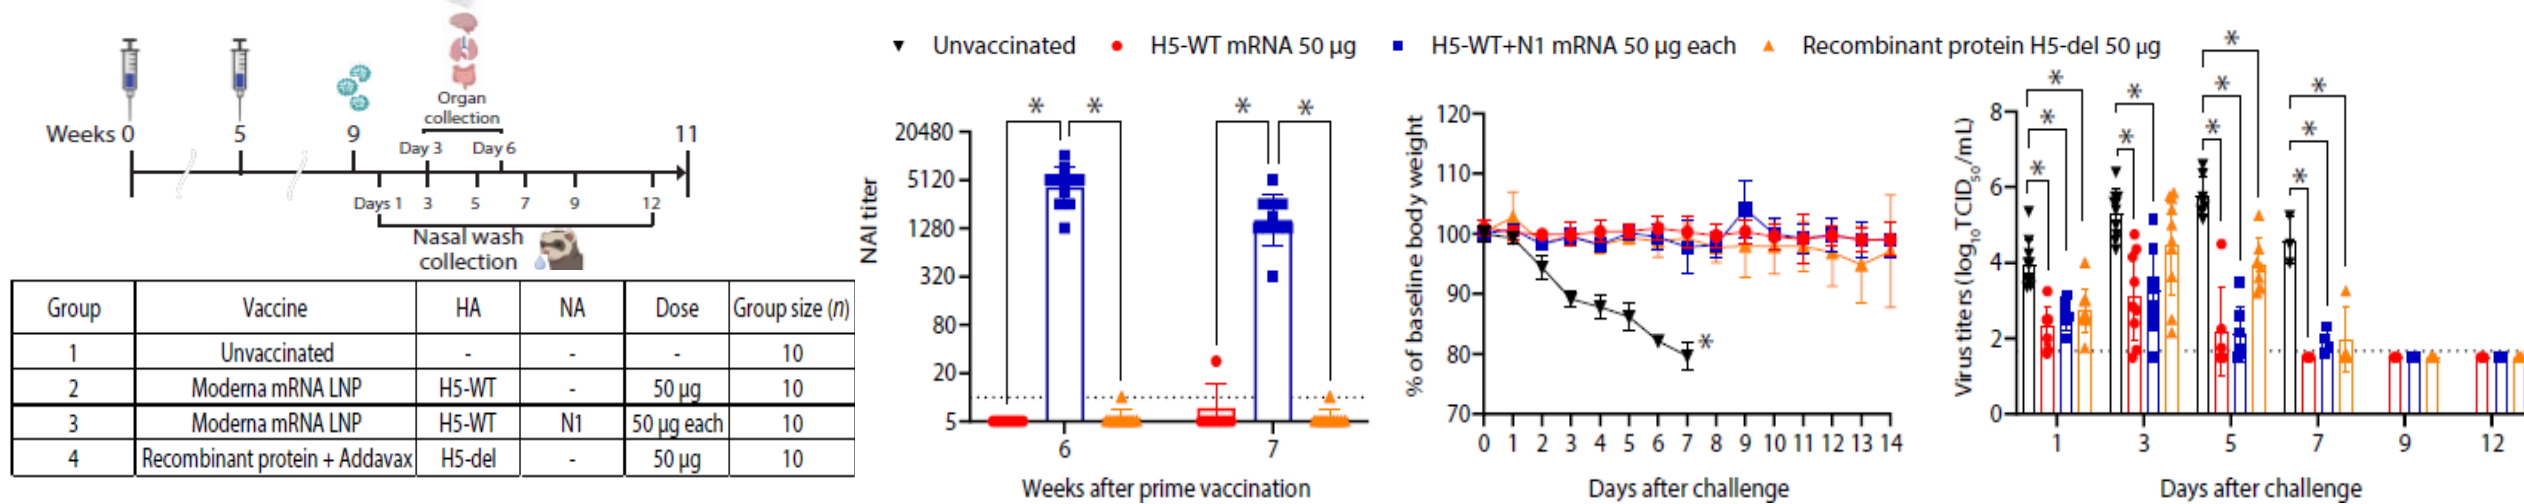 Organ
collection
Weeks 0 5 9 11
Day 3 Day 6
Days 1 3 5 7 9 12
Nasal wash
collection
Group Vaccine HA NA Dose Group size (n)
1 Unvaccinated - - - 10
2 Moderna mRNA LNP H5-WT - 50 µg 10
3 Moderna mRNA LNP H5-WT N1 50 µg each 10
4 Recombinant protein + Addavax H5-del - 50 µg 10
Unvaccinated H5-WT mRNA 50 µg H5-WT+N1 mRNA 50 µg each Recombinant protein H5-del 50 µg
NAI titer
20480
5120
1280
320
80
20
5
* * * *
6 7
Weeks after prime vaccination
% of baseline body weight
120
110
100
90
80
70
*
0 1 2 3 4 5 6 7 8 9 10 11 12 13 14
Days after challenge
Virus titers (log10TCID50/mL)
8
6
4
2
0
* * * * * * * * * * * *
1 3 5 7 9 12
Days after challenge